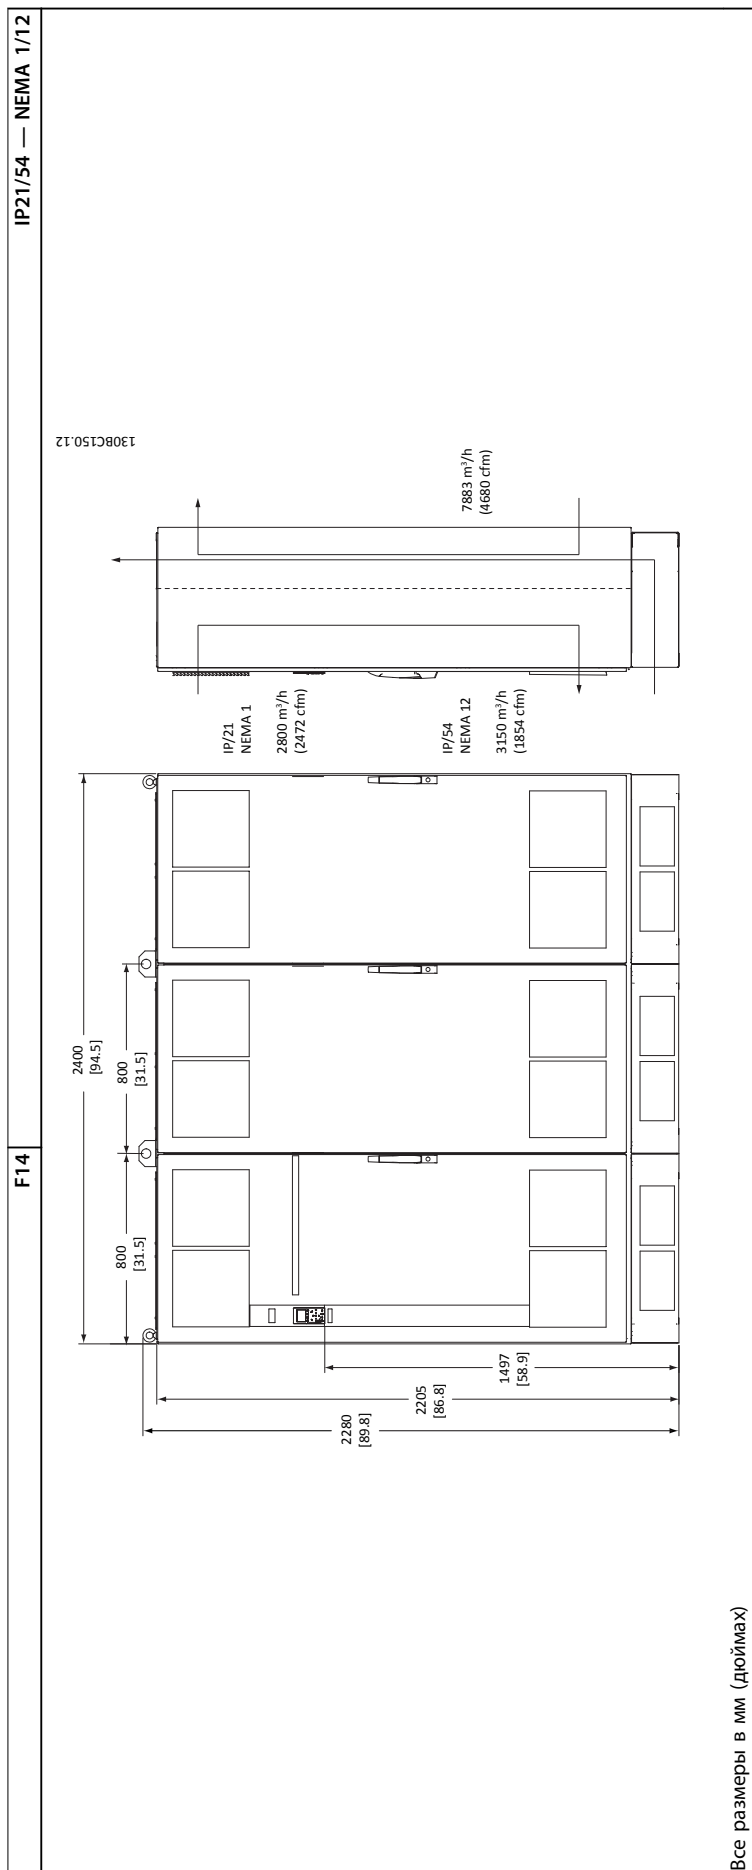 F14
IP21/54 — NEMA 1/12
130BC150.12
2400
[94.5]
800
[31.5]
800
[31.5]
2280
[89.8]
2205
[86.8]
1497
[58.9]
IP/21
NEMA 1
2800 m³/h
(2472 cfm)
IP/54
NEMA 12
3150 m³/h
(1854 cfm)
7883 m³/h
(4680 cfm)
Все размеры в мм (дюймах)